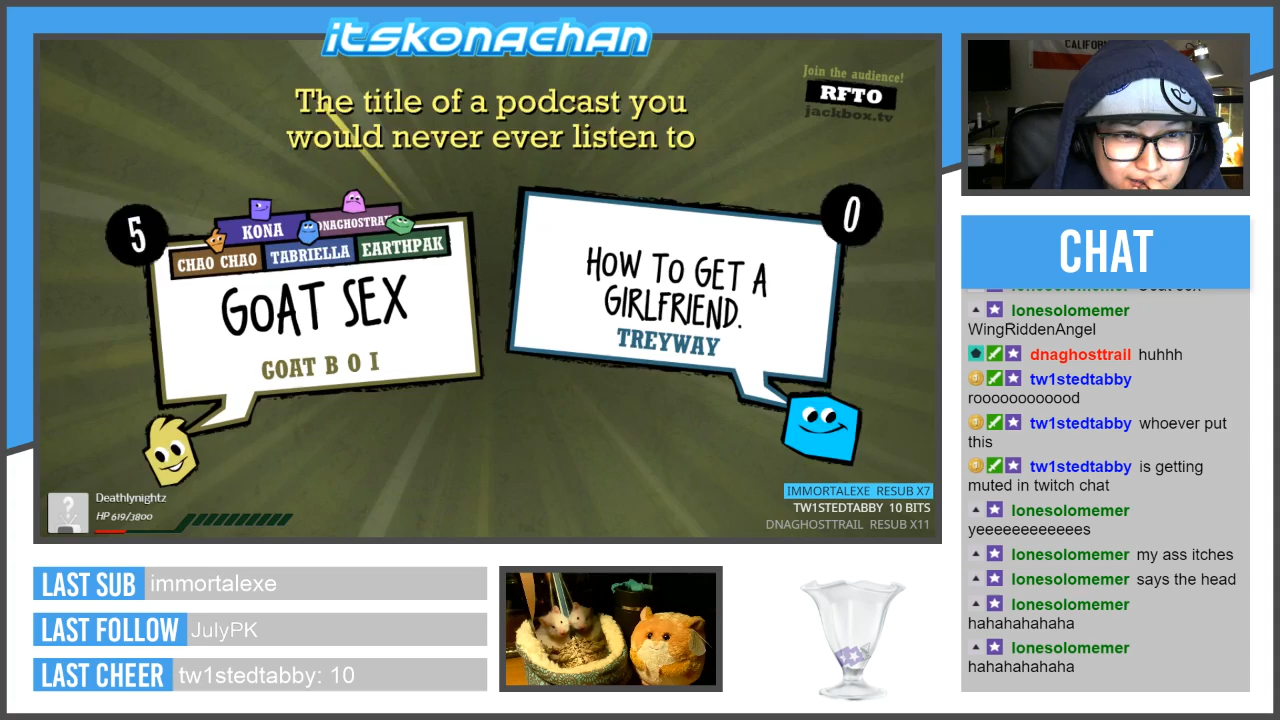 itskonachan
The title of a podcast you
would never ever listen to
Join the audience!
RFTO
jackbox.tv
5
KONA
DNAGHOSTTRAI
CHAO CHAO
TABRIELLA
EARTHPAK
GOAT SEX
GOAT B O I
0
HOW TO GET A
GIRLFRIEND.
TREYWAY
Deathlynightz
HP 619/3800
IMMORTALEXE RESUB X7
TW1STEDTABBY 10 BITS
DNAGHOSTTRAIL RESUB X11
LAST SUB immortalexe
LAST FOLLOW JulyPK
LAST CHEER tw1stedtabby: 10
CALIFOR
CHAT
lonesolomemer
WingRiddenAngel
dnaghosttrail huhhh
tw1stedtabby
roooooooooood
tw1stedtabby whoever put
this
tw1stedtabby is getting
muted in twitch chat
lonesolomemer
yeeeeeeeeeeees
lonesolomemer my ass itches
lonesolomemer says the head
lonesolomemer
hahahahahaha
lonesolomemer
hahahahahaha